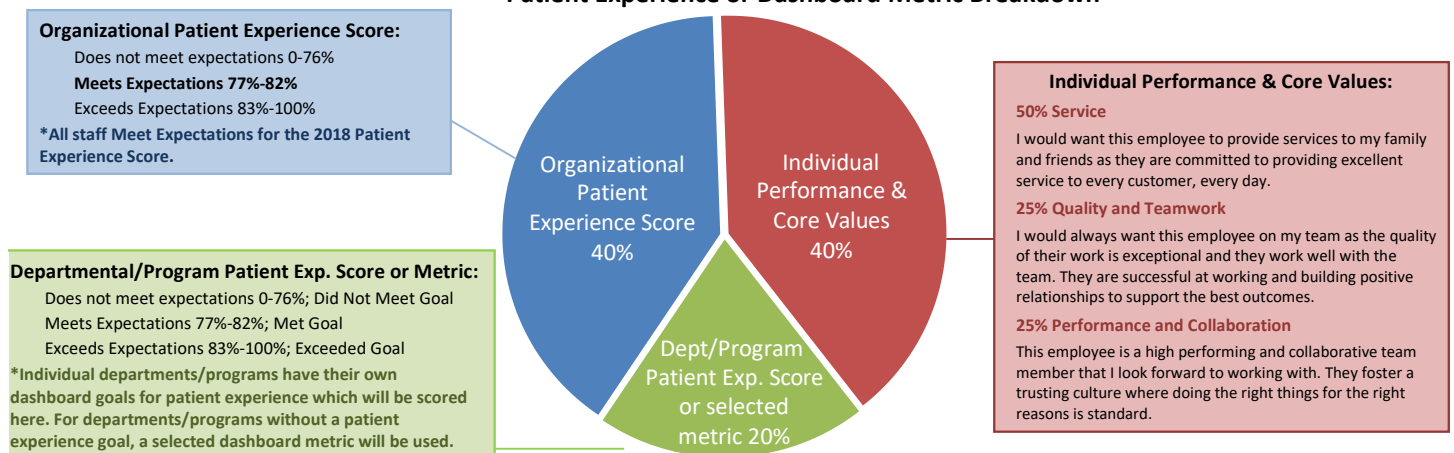 Patient Experience or Dashboard Metric Breakdown
Organizational Patient Experience Score:
Does not meet expectations 0-76%
Meets Expectations 77%-82%
Exceeds Expectations 83%-100%
*All staff Meet Expectations for the 2018 Patient
Experience Score.
Departmental/Program Patient Exp. Score or Metric:
Does not meet expectations 0-76%; Did Not Meet Goal
Meets Expectations 77%-82%; Met Goal
Exceeds Expectations 83%-100%; Exceeded Goal
*Individual departments/programs have their own
dashboard goals for patient experience which will be scored
here. For departments/programs without a patient
experience goal, a selected dashboard metric will be used.
Organizational
Patient
Experience Score
40%
Individual
Performance &
Core Values
40%
Dept/Program
Patient Exp. Score
or selected
metric 20%
Individual Performance & Core Values:
50% Service
I would want this employee to provide services to my family
and friends as they are committed to providing excellent
service to every customer, every day.
25% Quality and Teamwork
I would always want this employee on my team as the quality
of their work is exceptional and they work well with the
team. They are successful at working and building positive
relationships to support the best outcomes.
25% Performance and Collaboration
This employee is a high performing and collaborative team
member that I look forward to working with. They foster a
trusting culture where doing the right things for the right
reasons is standard.